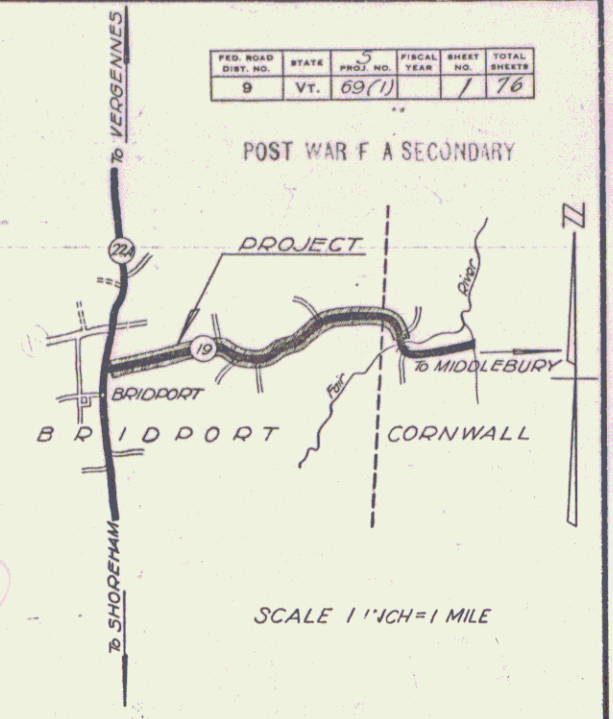 FED. ROAD DIST. NO. STATE PROJ. NO. FISCAL YEAR SHEET NO. TOTAL SHEETS
9 VT. S 69(1) 1 76
POST WAR F A SECONDARY
TO VERGENNES
22A
PROJECT
N
River
19
TO MIDDLEBURY
BRIDPORT
Fair
BRIDPORT
CORNWALL
TO SHOREHAM
SCALE 1 INCH = 1 MILE